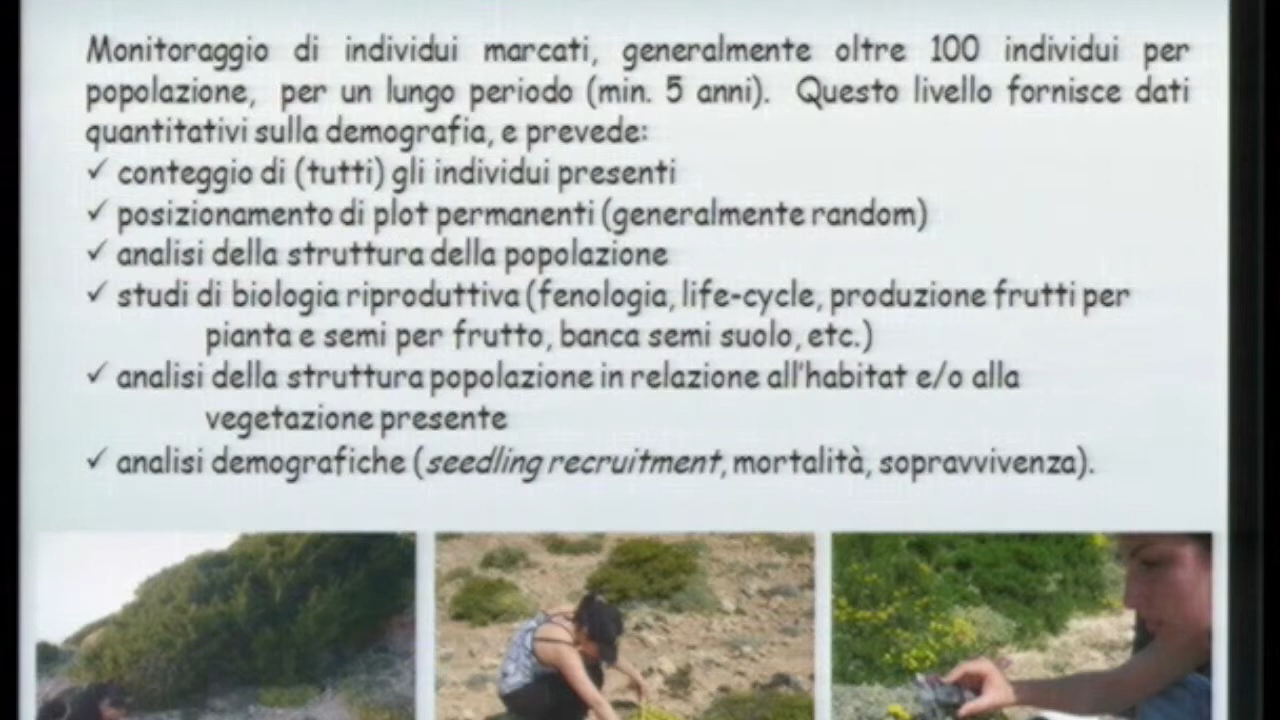 Monitoraggio di individui marcati, generalmente oltre 100 individui per
popolazione, per un lungo periodo (min. 5 anni). Questo livello fornisce dati
quantitativi sulla demografia, e prevede:
✓ conteggio di (tutti) gli individui presenti
✓ posizionamento di plot permanenti (generalmente random)
✓ analisi della struttura della popolazione
✓ studi di biologia riproduttiva (fenologia, life-cycle, produzione frutti per
pianta e semi per frutto, banca semi suolo, etc.)
✓ analisi della struttura popolazione in relazione all'habitat e/o alla
vegetazione presente
✓ analisi demografiche (seedling recruitment, mortalità, sopravvivenza).